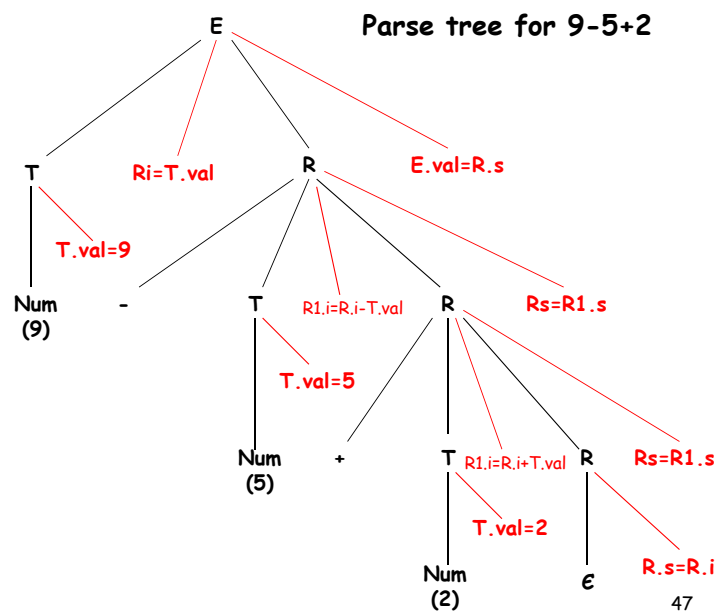 Parse tree for 9-5+2
E
T
Ri=T.val
R
E.val=R.s
T.val=9
Num
(9)
-
T
R1.i=R.i-T.val
R
Rs=R1.s
T.val=5
Num
(5)
+
T
R1.i=R.i+T.val
R
Rs=R1.s
T.val=2
Num
(2)
ϵ
R.s=R.i
47